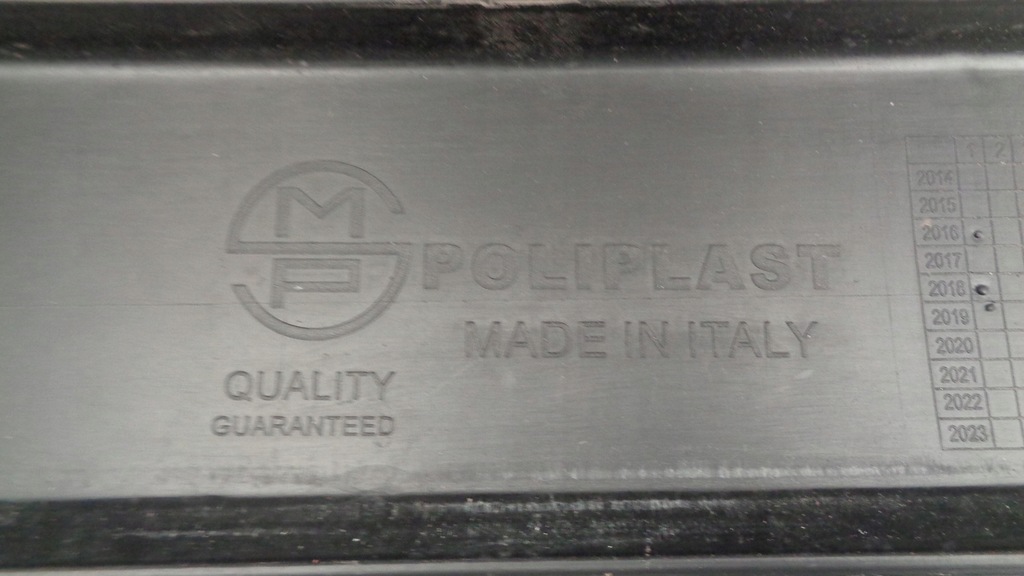 MP
POLIPLAST
MADE IN ITALY
QUALITY
GUARANTEED
1 2
2014
2015
2016
2017
2018
2019
2020
2021
2022
2023